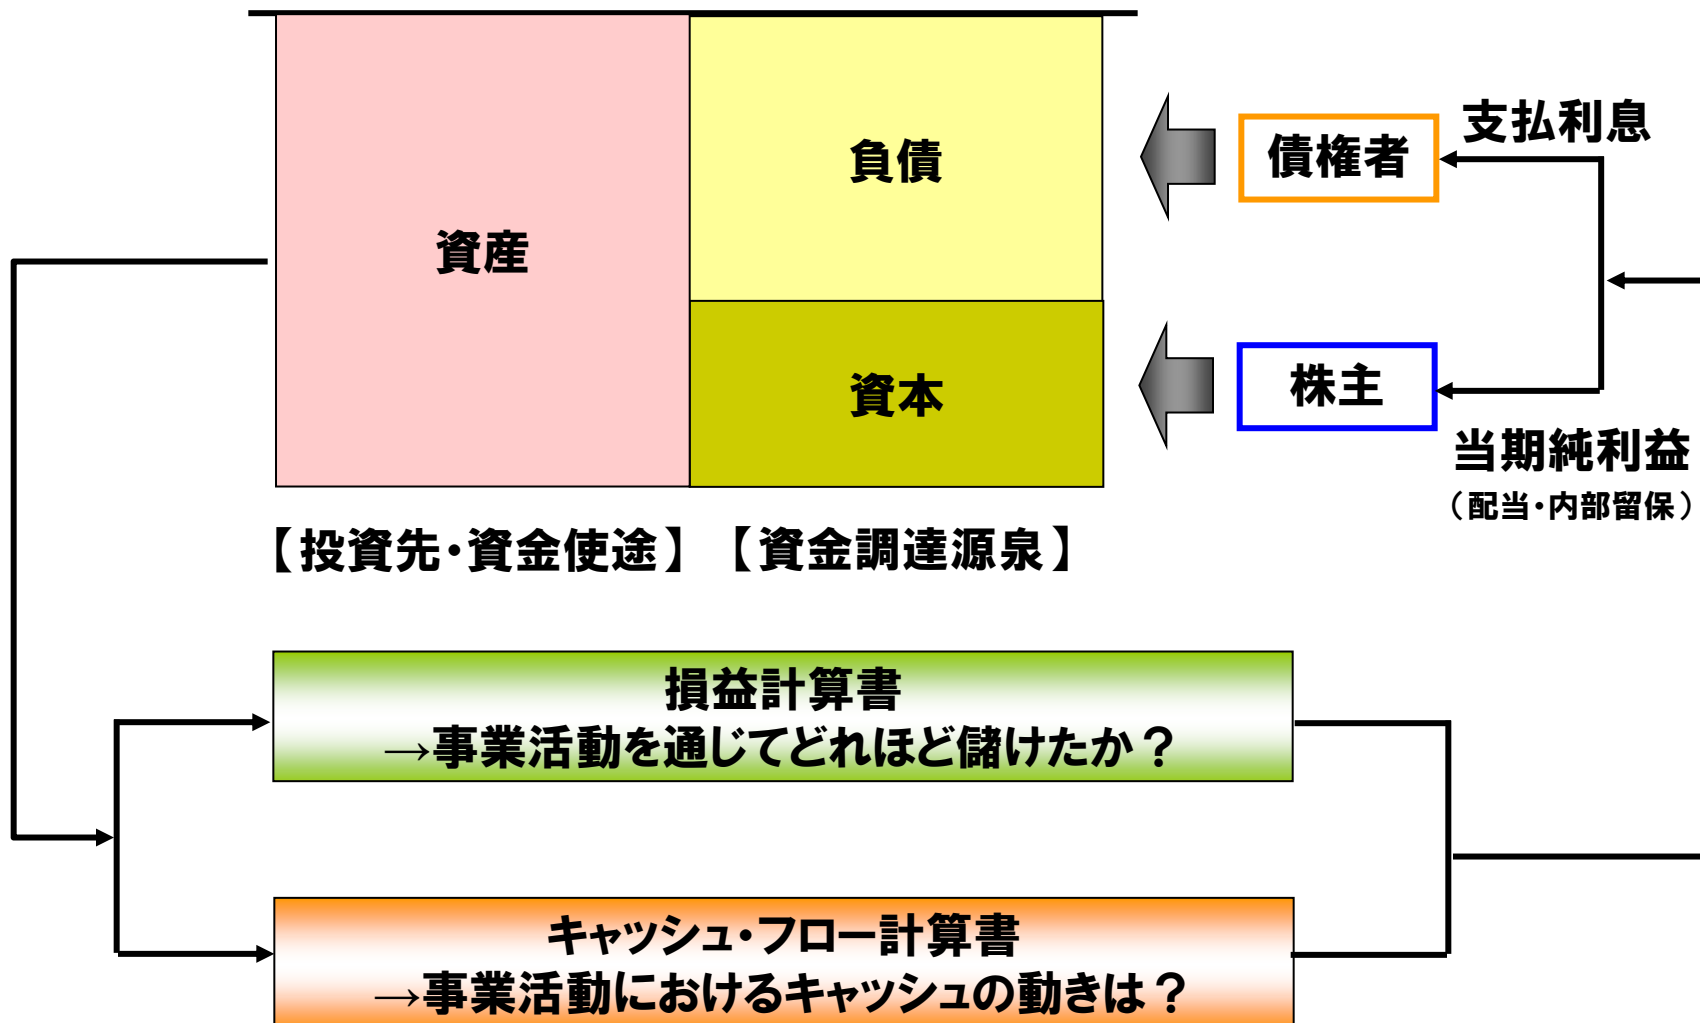 支払利息
債権者
負債
資産
株主
資本
当期純利益
（配当・内部留保）
【投資先・資金使途】 【資金調達源泉】
損益計算書
→事業活動を通じてどれほど儲けたか？
キャッシュ・フロー計算書
→事業活動におけるキャッシュの動きは？